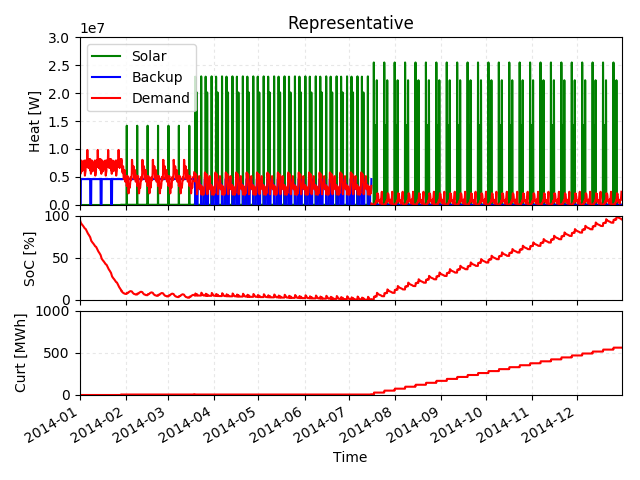 Representative
1e7
3.0
2.5
2.0
1.5
1.0
0.5
0.0
Heat [W]
Solar
Backup
Demand
100
50
0
SoC [%]
1000
500
0
Curt [MWh]
2014-01
2014-02
2014-03
2014-04
2014-05
2014-06
2014-07
2014-08
2014-09
2014-10
2014-11
2014-12
Time